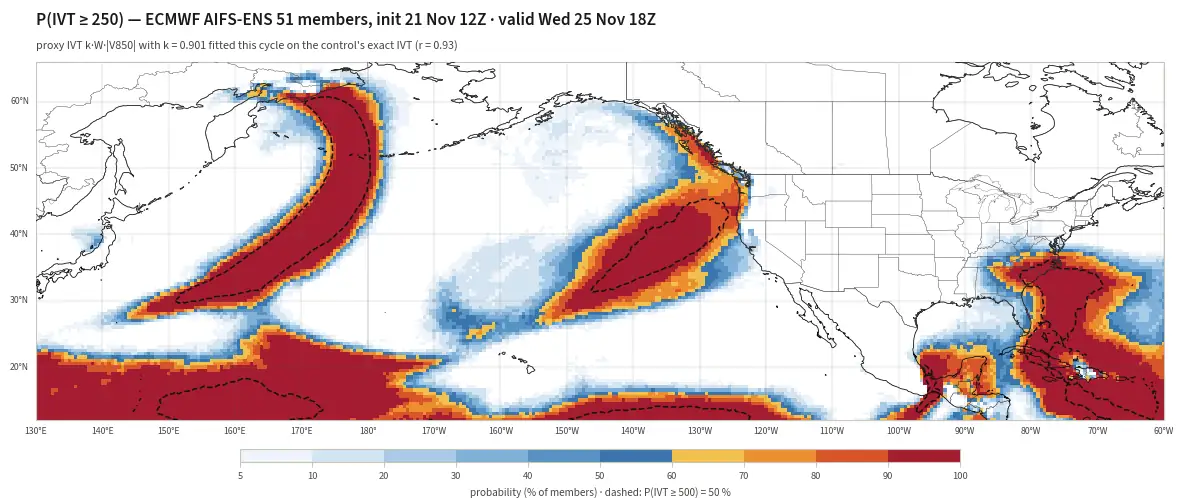 P(IVT ≥ 250) — ECMWF AIFS-ENS 51 members, init 21 Nov 12Z · valid Wed 25 Nov 18Z
proxy IVT k·W·|V850| with k = 0.901 fitted this cycle on the control's exact IVT (r = 0.93)
60°N
50°N
40°N
30°N
20°N
130°E 140°E 150°E 160°E 170°E 180° 170°W 160°W 150°W 140°W 130°W 120°W 110°W 100°W 90°W 80°W 70°W 60°W
5 10 20 30 40 50 60 70 80 90 100
probability (% of members) · dashed: P(IVT ≥ 500) = 50 %